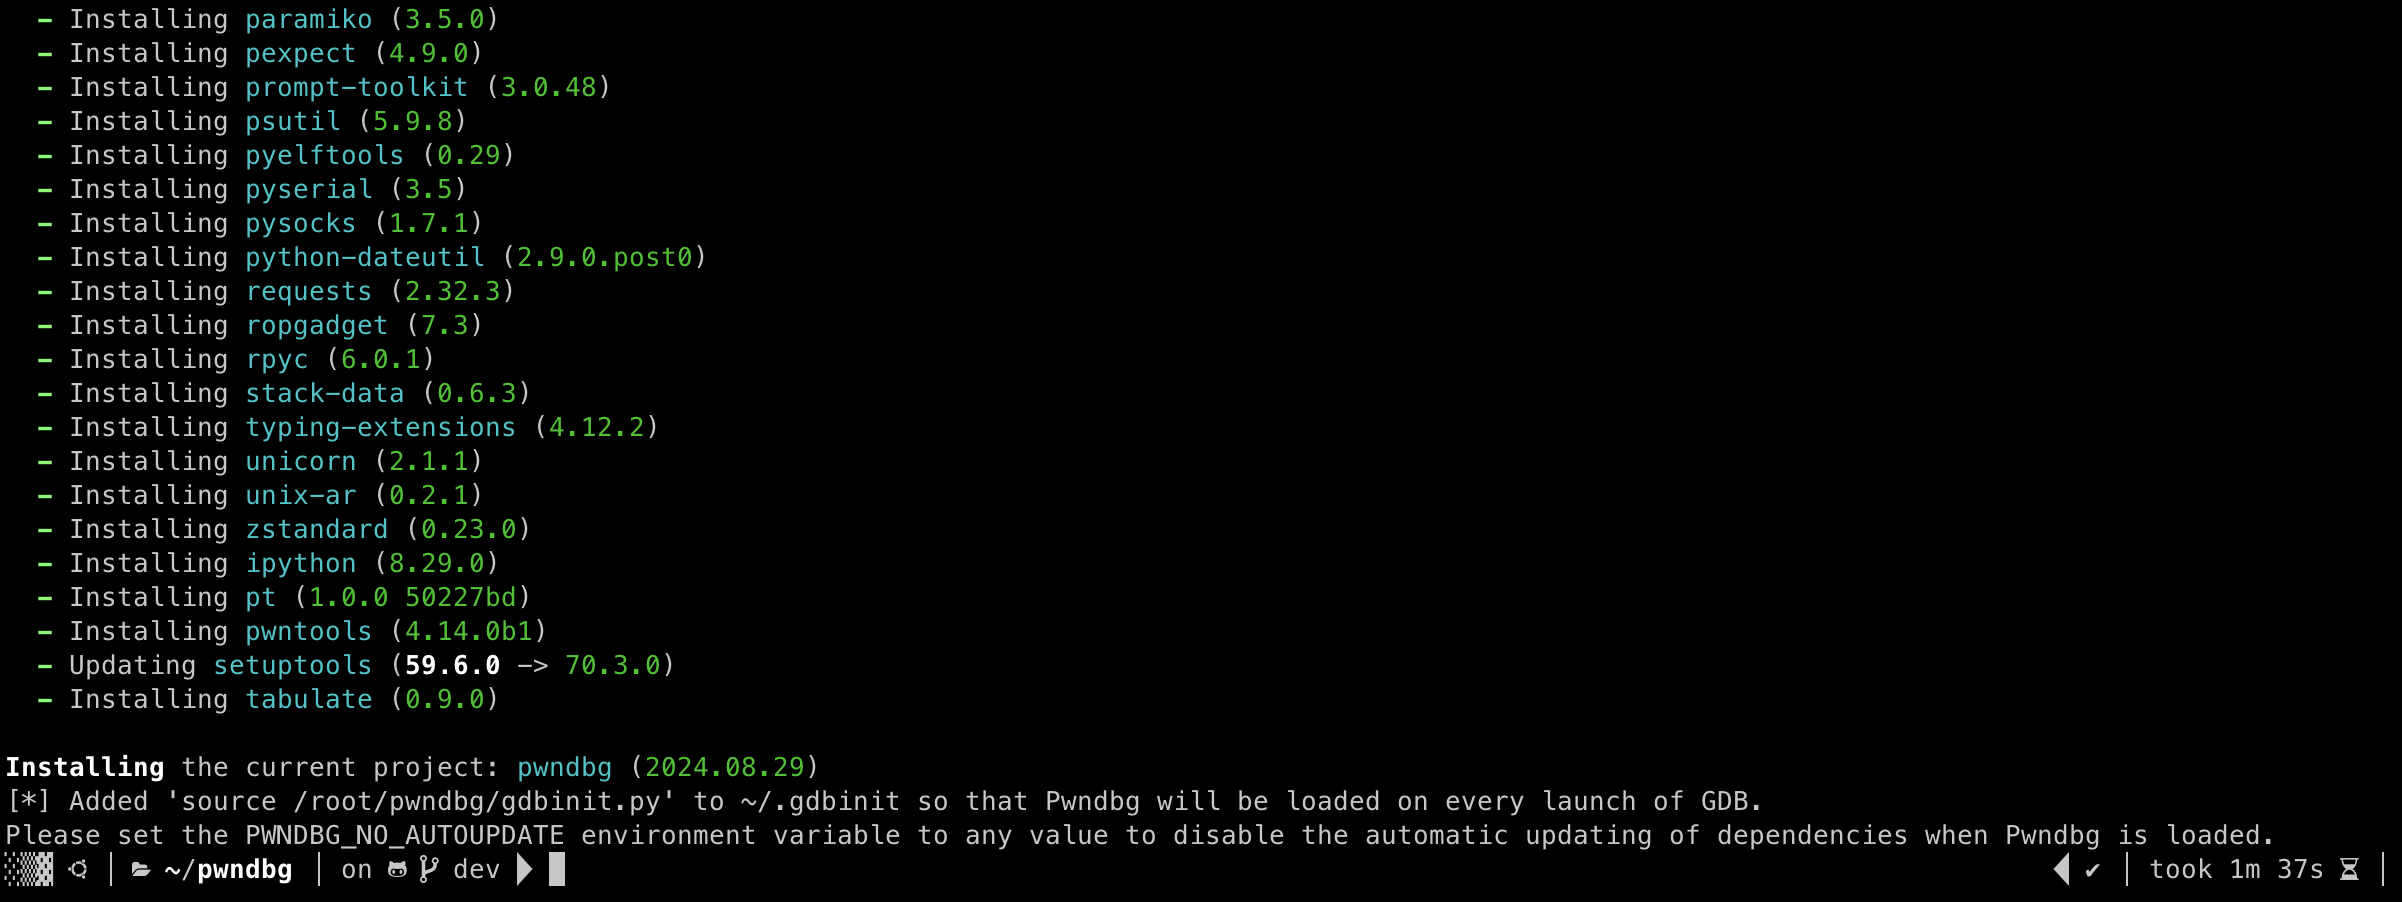 - Installing paramiko (3.5.0)
- Installing pexpect (4.9.0)
- Installing prompt-toolkit (3.0.48)
- Installing psutil (5.9.8)
- Installing pyelftools (0.29)
- Installing pyserial (3.5)
- Installing pysocks (1.7.1)
- Installing python-dateutil (2.9.0.post0)
- Installing requests (2.32.3)
- Installing ropgadget (7.3)
- Installing rpyc (6.0.1)
- Installing stack-data (0.6.3)
- Installing typing-extensions (4.12.2)
- Installing unicorn (2.1.1)
- Installing unix-ar (0.2.1)
- Installing zstandard (0.23.0)
- Installing ipython (8.29.0)
- Installing pt (1.0.0 50227bd)
- Installing pwntools (4.14.0b1)
- Updating setuptools (59.6.0 -> 70.3.0)
- Installing tabulate (0.9.0)
Installing the current project: pwndbg (2024.08.29)
[*] Added 'source /root/pwndbg/gdbinit.py' to ~/.gdbinit so that Pwndbg will be loaded on every launch of GDB.
Please set the PWNDBG_NO_AUTOUPDATE environment variable to any value to disable the automatic updating of dependencies when Pwndbg is loaded.
~/pwndbg | on dev ✔ | took 1m 37s |